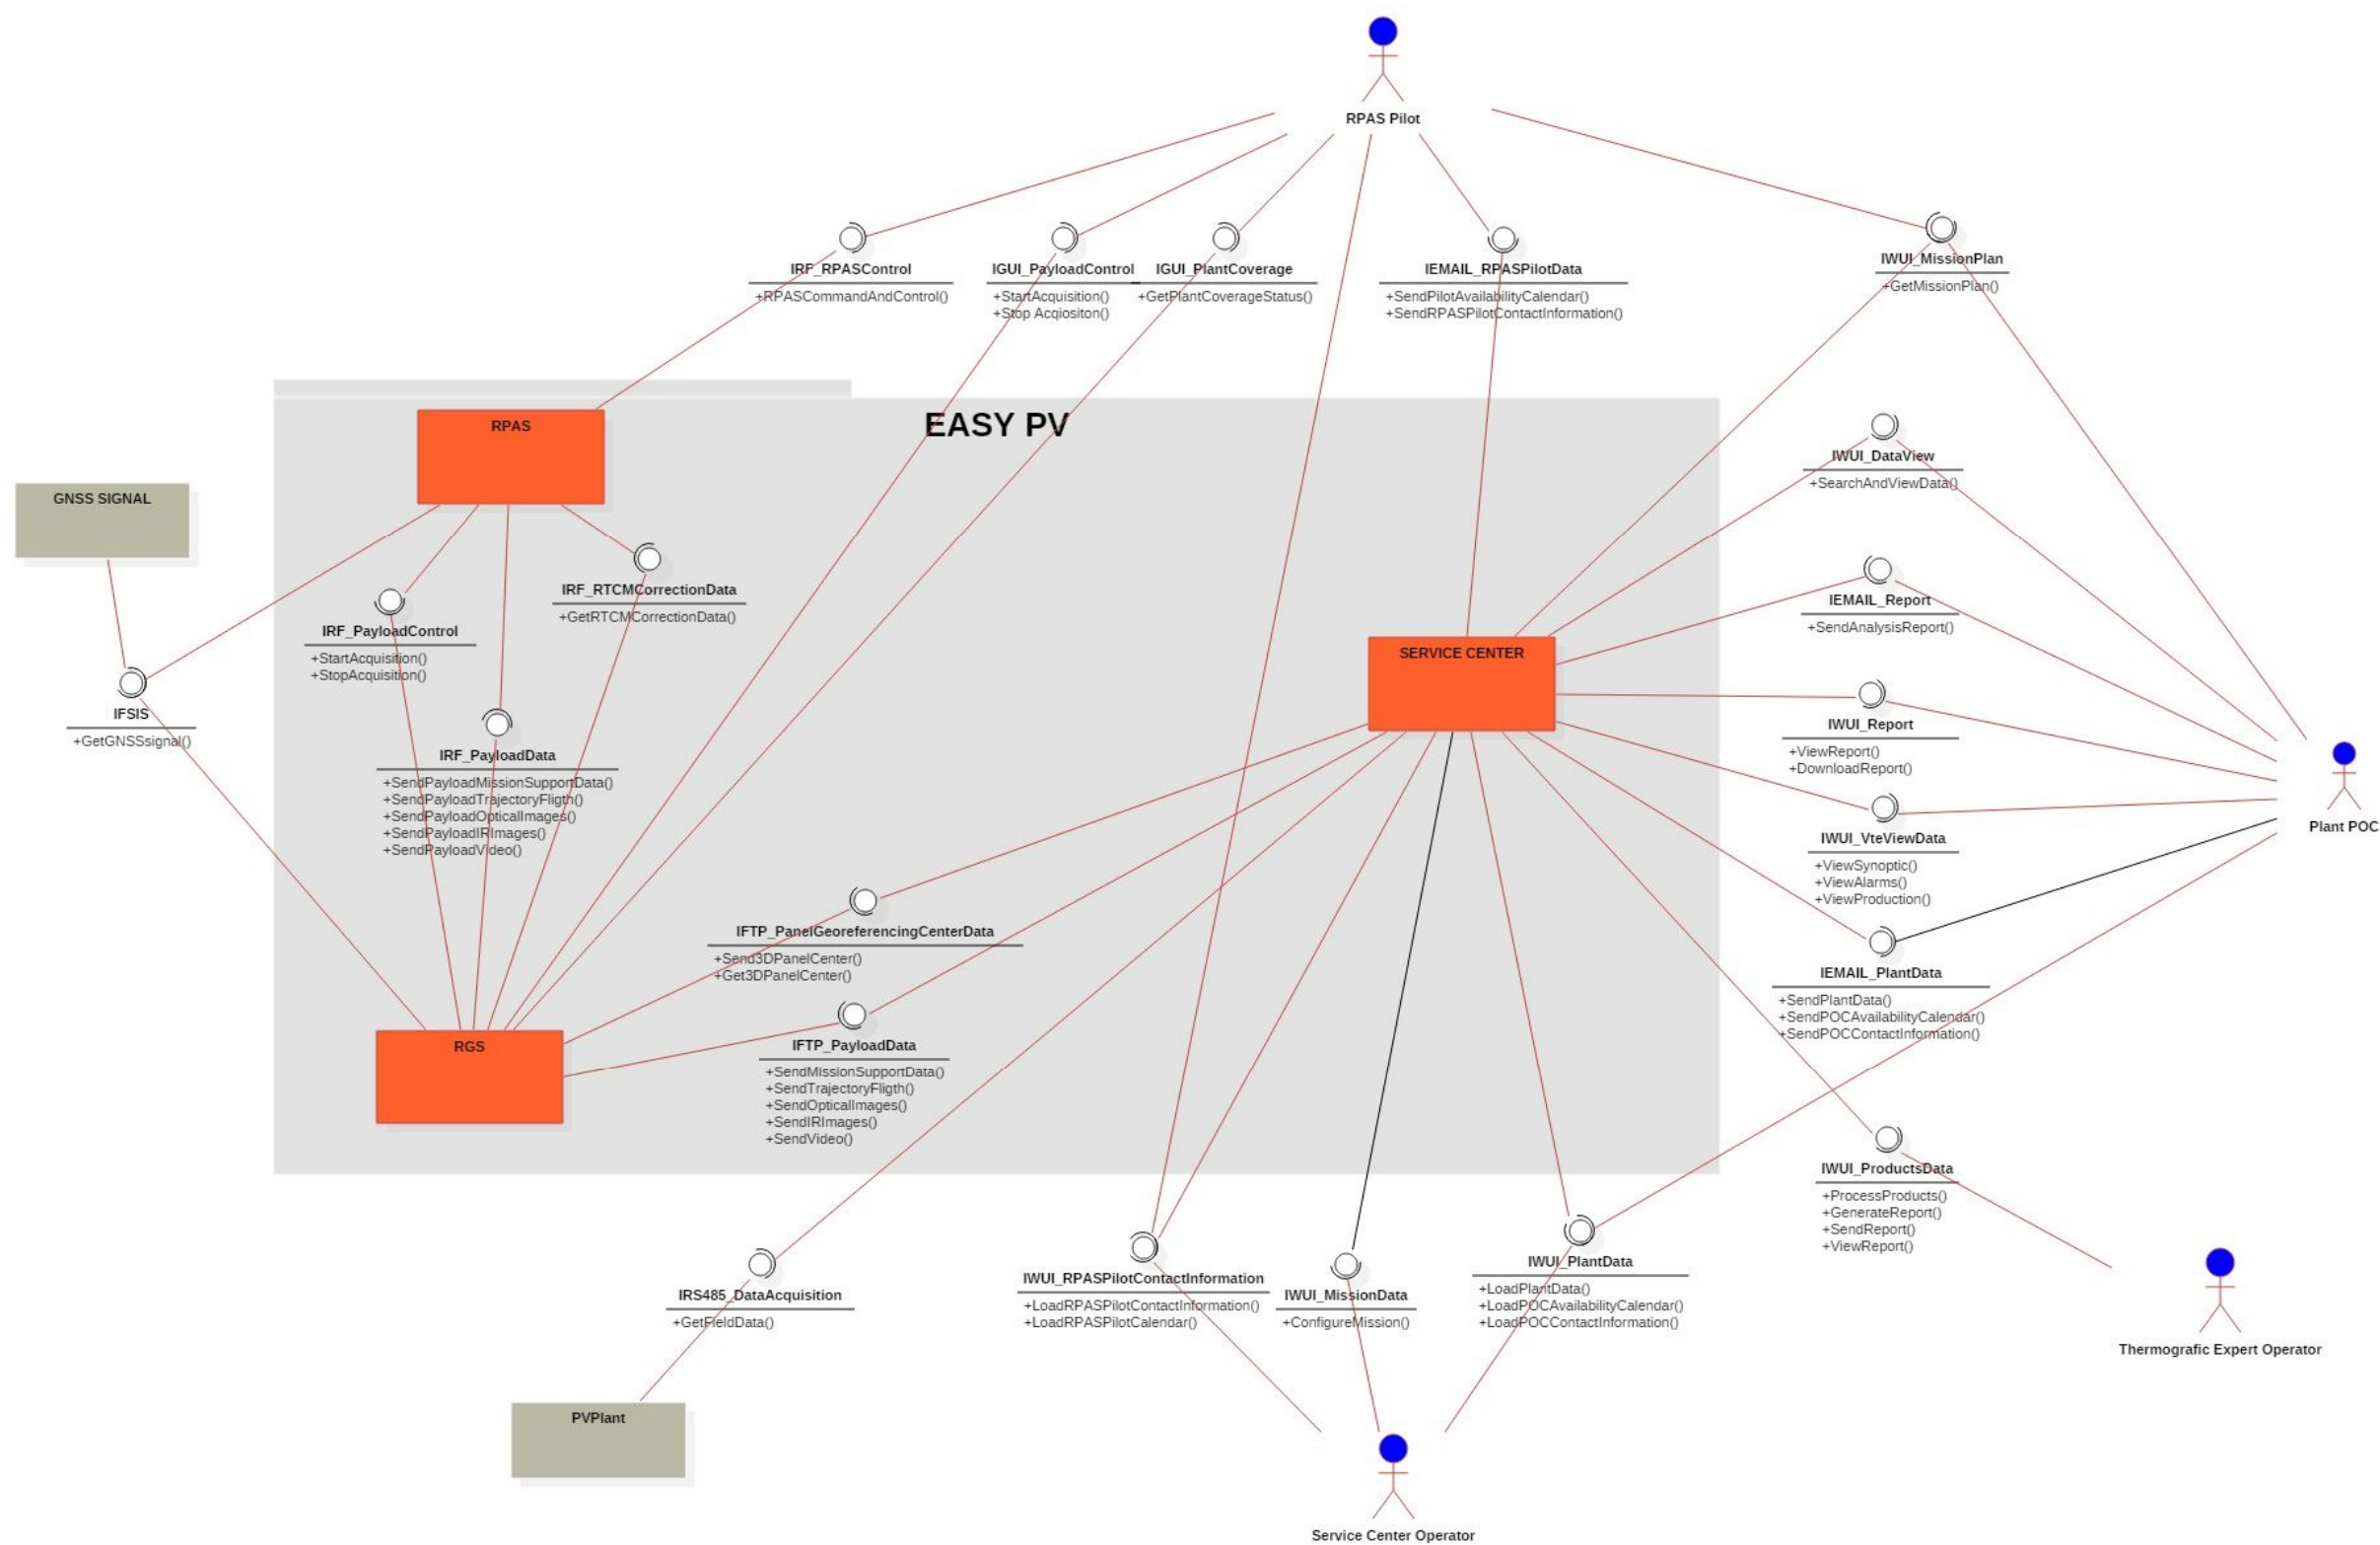 RPAS Pilot
IRF_RPASControl
+RPASCommandAndControl()
IGUI_PayloadControl
+StartAcquisition()
+Stop Acqiositon()
IGUI_PlantCoverage
+GetPlantCoverageStatus()
IEMAIL_RPASPilotData
+SendPilotAvailabilityCalendar()
+SendRPASPilotContactInformation()
IWUI_MissionPlan
+GetMissionPlan()
EASY PV
RPAS
GNSS SIGNAL
IWUI_DataView
+SearchAndViewData()
IRF_RTCMCorrectionData
+GetRTCMCorrectionData()
IRF_PayloadControl
+StartAcquisition()
+StopAcquisition()
IEMAIL_Report
+SendAnalysisReport()
SERVICE CENTER
IFSIS
+GetGNSSsignal()
IRF_PayloadData
+SendPayloadMissionSupportData()
+SendPayloadTrajectoryFligth()
+SendPayloadOpticalImages()
+SendPayloadIRImages()
+SendPayloadVideo()
IWUI_Report
+ViewReport()
+DownloadReport()
Plant POC
IWUI_VteViewData
+ViewSynoptic()
+ViewAlarms()
+ViewProduction()
IFTP_PanelGeoreferencingCenterData
+Send3DPanelCenter()
+Get3DPanelCenter()
IEMAIL_PlantData
+SendPlantData()
+SendPOCAvailabilityCalendar()
+SendPOCContactInformation()
RGS
IFTP_PayloadData
+SendMissionSupportData()
+SendTrajectoryFligth()
+SendOpticalImages()
+SendIRImages()
+SendVideo()
IWUI_ProductsData
+ProcessProducts()
+GenerateReport()
+SendReport()
+ViewReport()
IRS485_DataAcquisition
+GetFieldData()
IWUI_RPASPilotContactInformation
+LoadRPASPilotContactInformation()
+LoadRPASPilotCalendar()
IWUI_MissionData
+ConfigureMission()
IWUI_PlantData
+LoadPlantData()
+LoadPOCAvailabilityCalendar()
+LoadPOCContactInformation()
Thermografic Expert Operator
PVPlant
Service Center Operator